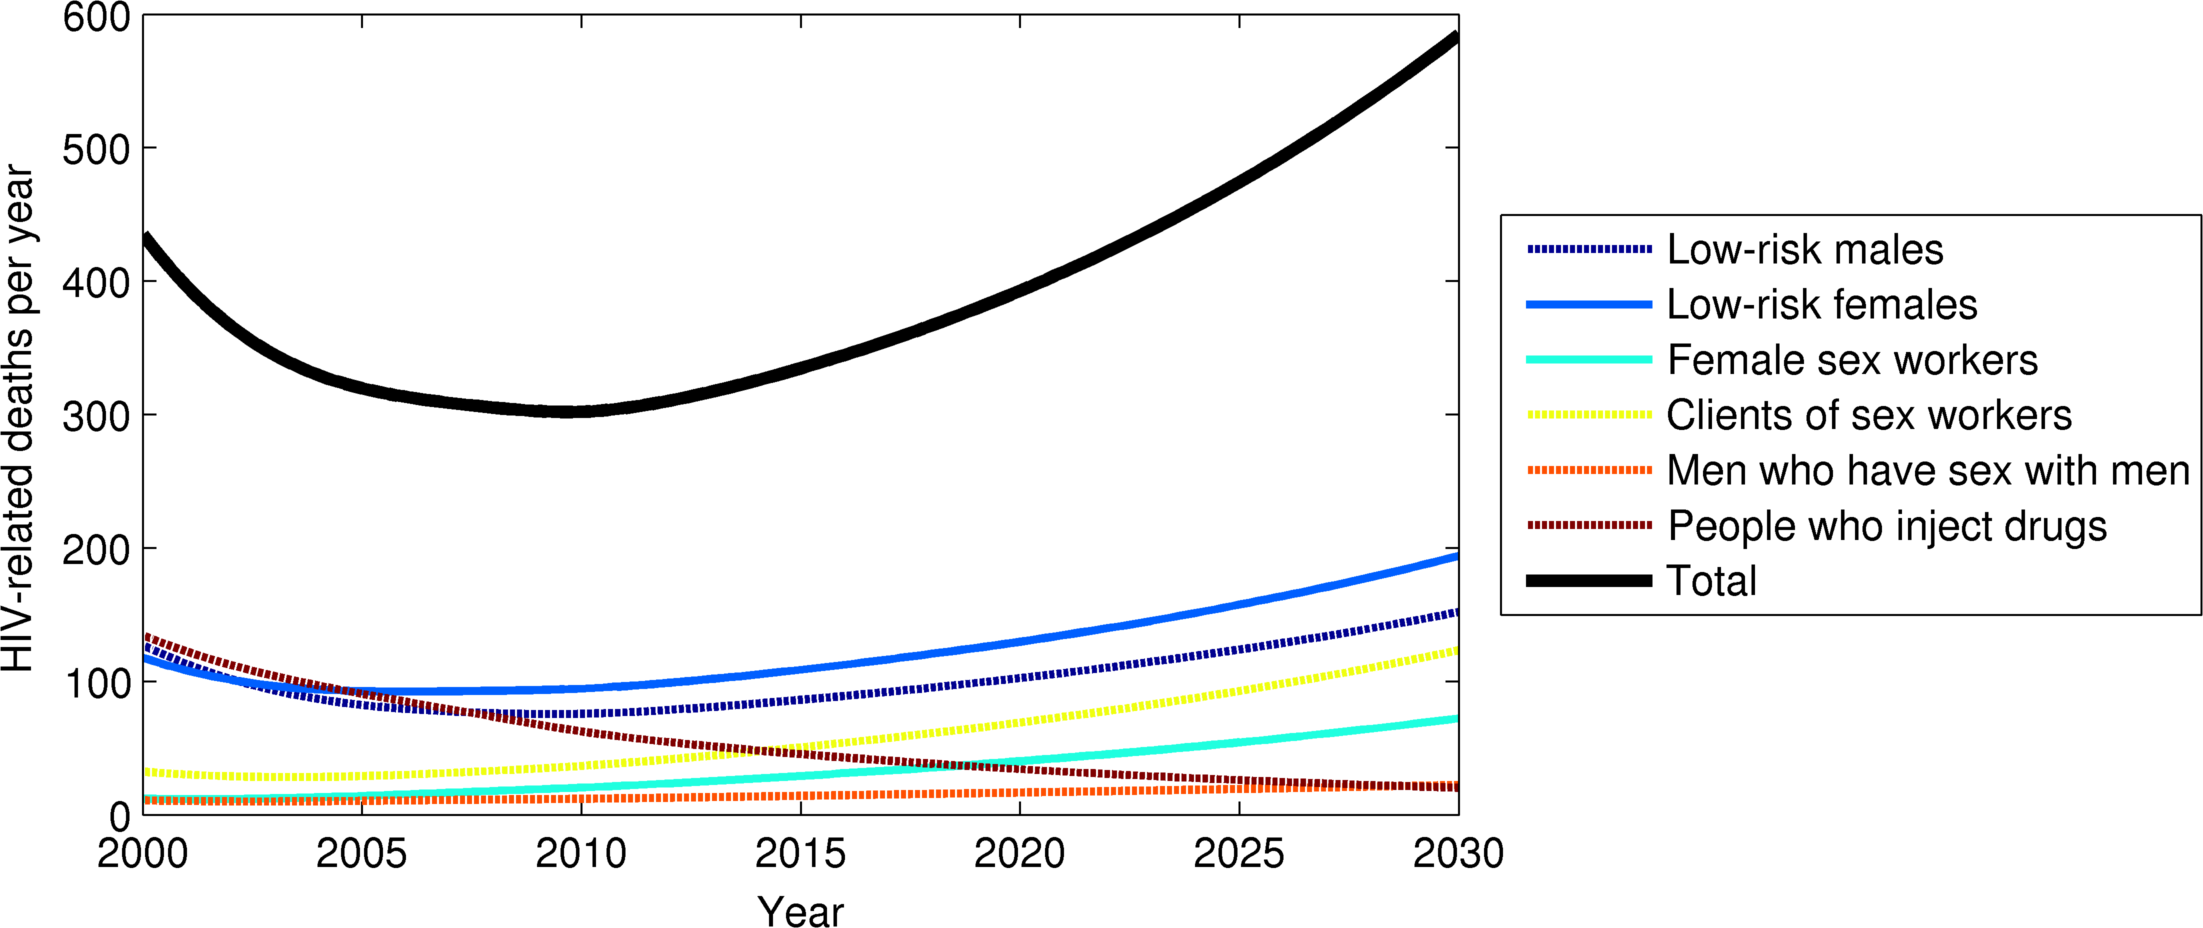 HIV-related deaths per year
600
500
400
300
200
100
0
2000 2005 2010 2015 2020 2025 2030
Year
Low-risk males
Low-risk females
Female sex workers
Clients of sex workers
Men who have sex with men
People who inject drugs
Total